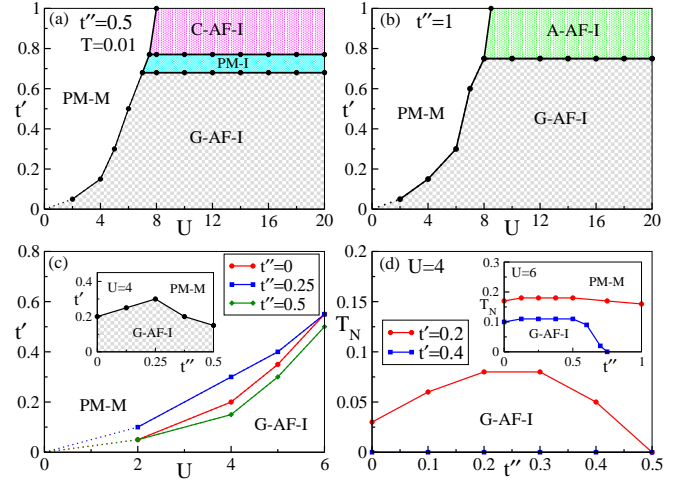 (a) t″=0.5
T=0.01
C-AF-I
PM-I
PM-M
G-AF-I
t′
1
0.8
0.6
0.4
0.2
0
0 4 8 12 16 20
U
(b) t″=1
A-AF-I
PM-M
G-AF-I
t′
1
0.8
0.6
0.4
0.2
0
0 4 8 12 16 20
U
(c)
t″=0
t″=0.25
t″=0.5
U=4
PM-M
G-AF-I
t′
0.4
0.2
0
0 0.25 0.5
t″
PM-M
G-AF-I
t′
0.8
0.6
0.4
0.2
0
0 2 4 6
U
(d) U=4
t′=0.2
t′=0.4
U=6
PM-M
G-AF-I
T_N
0.3
0.2
0.1
0
0 0.5 1
t″
G-AF-I
T_N
0.2
0.15
0.1
0.05
0
0 0.1 0.2 0.3 0.4 0.5
t″